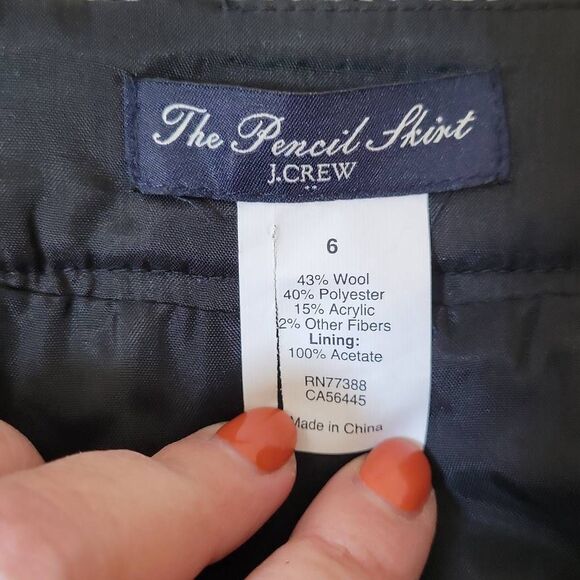 The Pencil Skirt
J.CREW
6
43% Wool
40% Polyester
15% Acrylic
2% Other Fibers
Lining:
100% Acetate
RN77388
CA56445
Made in China